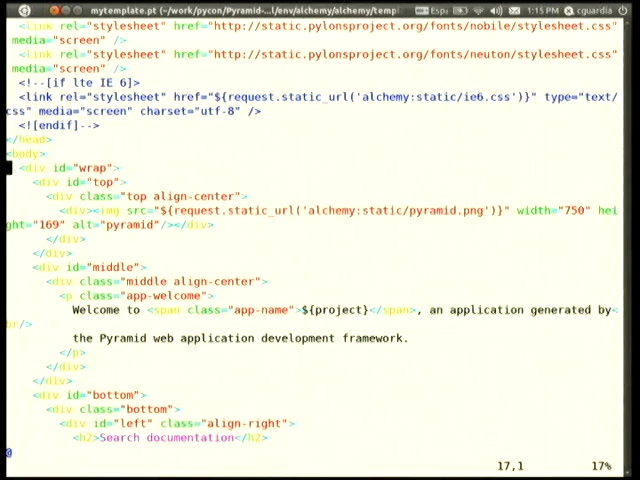 mytemplate.pt (~/work/pycon/Pyramid-...l/env/alchemy/alchemy/templ
Esp 1:15 PM cguardia
<link rel="stylesheet" href="http://static.pylonsproject.org/fonts/nobile/stylesheet.css"
media="screen" />
<link rel="stylesheet" href="http://static.pylonsproject.org/fonts/neuton/stylesheet.css"
media="screen" />
<!--[if lte IE 6]>
<link rel="stylesheet" href="${request.static_url('alchemy:static/ie6.css')}" type="text/
css" media="screen" charset="utf-8" />
<![endif]-->
</head>
<body>
<div id="wrap">
<div id="top">
<div class="top align-center">
<div><img src="${request.static_url('alchemy:static/pyramid.png')}" width="750" hei
ght="169" alt="pyramid"/></div>
</div>
</div>
<div id="middle">
<div class="middle align-center">
<p class="app-welcome">
Welcome to <span class="app-name">${project}</span>, an application generated by<
br/>
the Pyramid web application development framework.
</p>
</div>
</div>
<div id="bottom">
<div class="bottom">
<div id="left" class="align-right">
<h2>Search documentation</h2>
@
17,1 17%